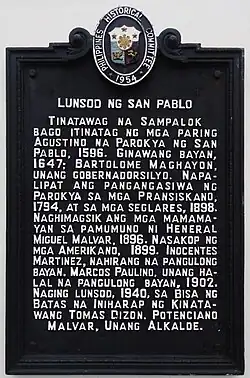 PHILIPPINES HISTORICAL COMMITTEE
1954
LUNSOD NG SAN PABLO
TINATAWAG NA SAMPALOK
BAGO ITINATAG NG MGA PARING
AGUSTINO NA PAROKYA NG SAN
PABLO, 1596. GINAWANG BAYAN,
1647; BARTOLOME MAGHAYON,
UNANG GOBERNADORSILYO. NAPA-
LIPAT ANG PANGANGASIWA NG
PAROKYA SA MGA PRANSISKANO,
1794, AT SA MGA SEGLARES, 1898.
NAGHIMAGSIK ANG MGA MAMAMA-
YAN SA PAMUMUNO NI HENERAL
MIGUEL MALVAR, 1896. NASAKOP NG
MGA AMERIKANO, 1899. INOCENTES
MARTINEZ, NAHIRANG NA PANGULONG
BAYAN. MARCOS PAULINO, UNANG HA-
LAL NA PANGULONG BAYAN, 1902.
NAGING LUNSOD, 1940, SA BISA NG
BATAS NA INIHARAP NG KINATA-
WANG TOMAS DIZON. POTENCIANO
MALVAR, UNANG ALKALDE.